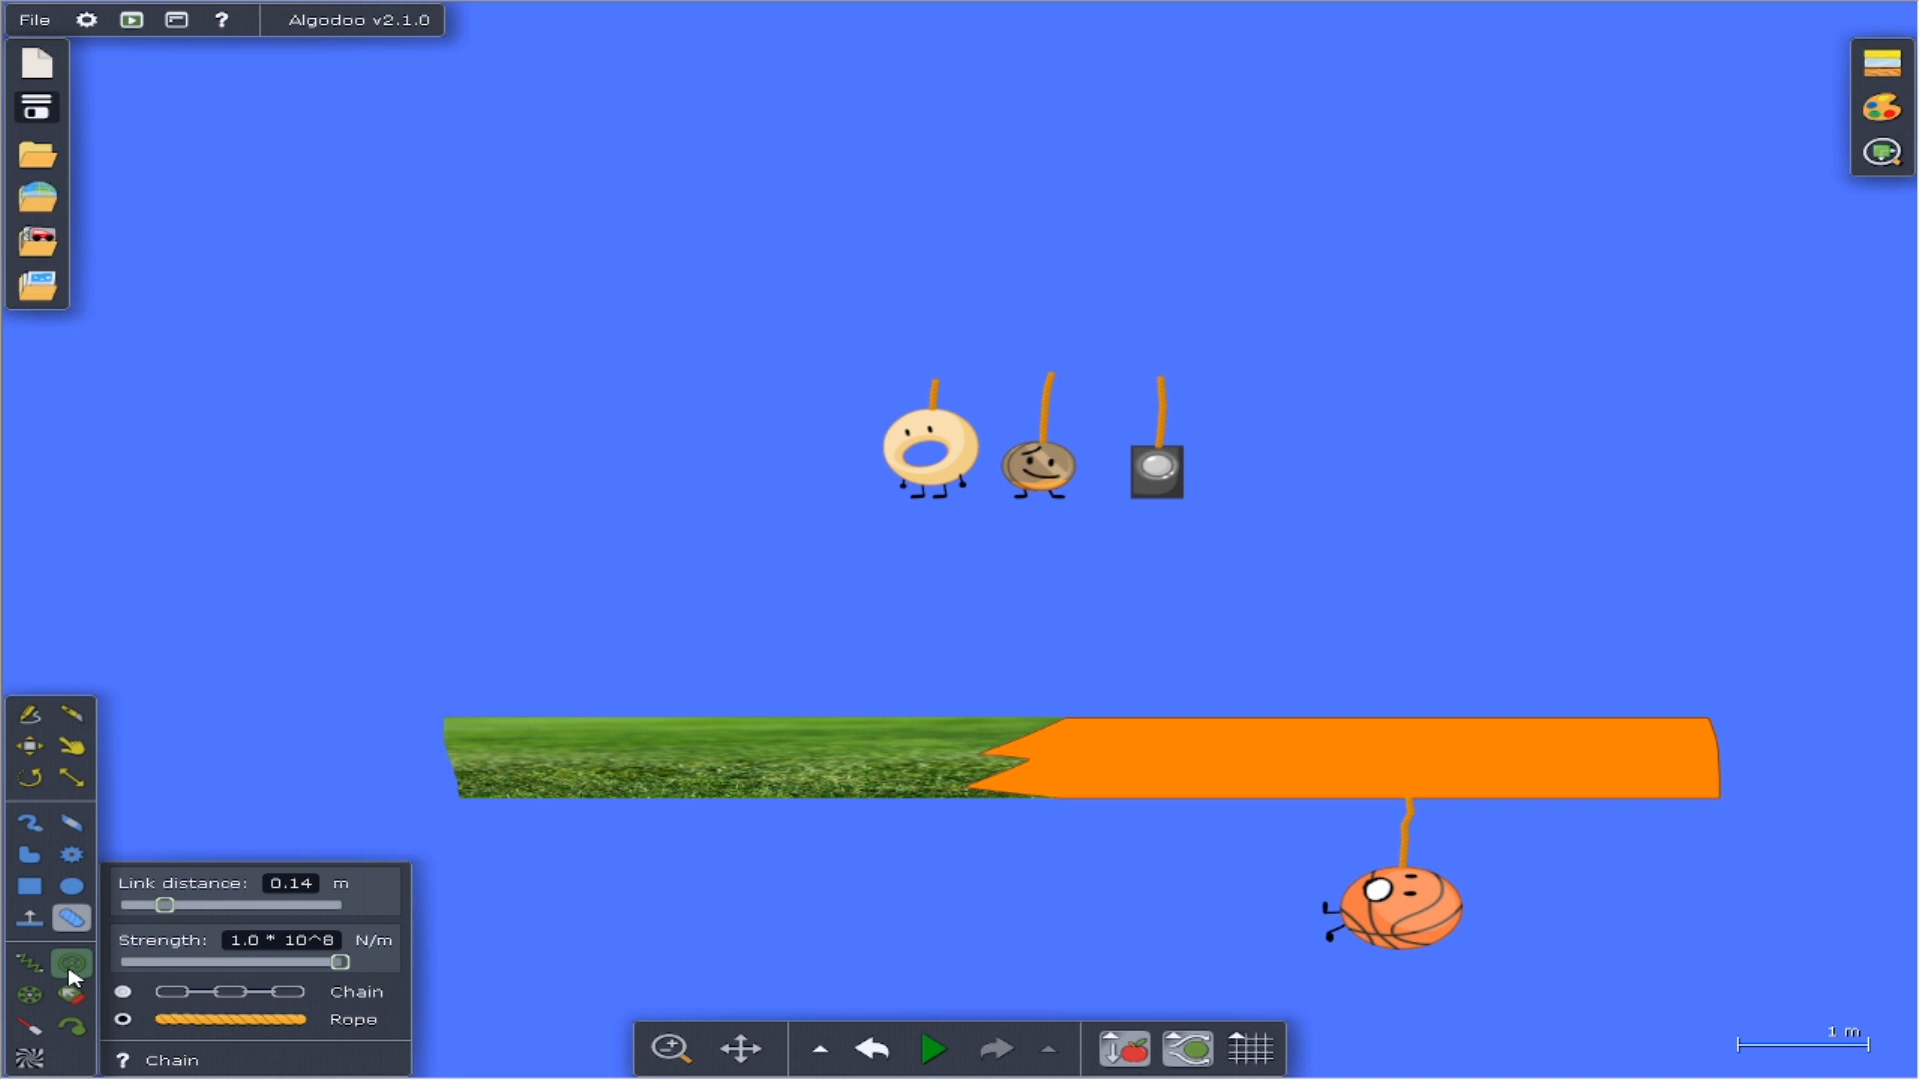 File ? Algodoo v2.1.0
Link distance: 0.14 m
Strength: 1.0 * 10^8 N/m
Chain
Rope
? Chain
1 m